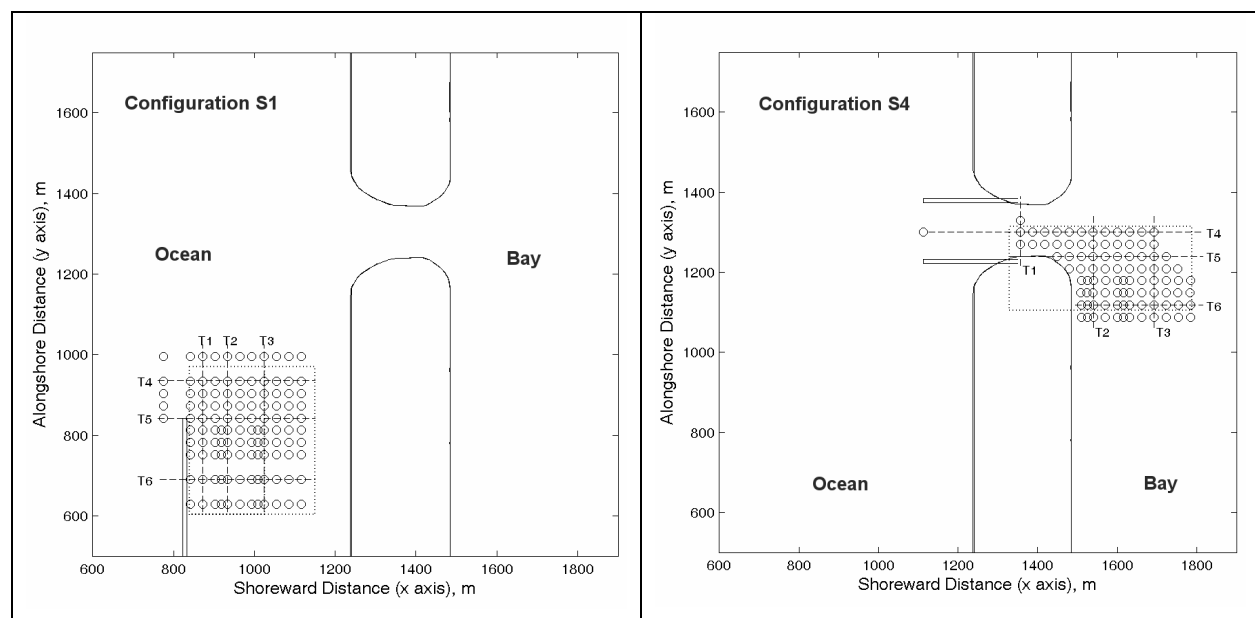 Configuration S1
Ocean
Bay
T1
T2
T3
T4
T5
T6
1600
1400
1200
1000
800
600
Alongshore Distance (y axis), m
600
800
1000
1200
1400
1600
1800
Shoreward Distance (x axis), m
Configuration S4
T4
T5
T1
T6
T2
T3
Ocean
Bay
1600
1400
1200
1000
800
600
Alongshore Distance (y axis), m
600
800
1000
1200
1400
1600
1800
Shoreward Distance (x axis), m